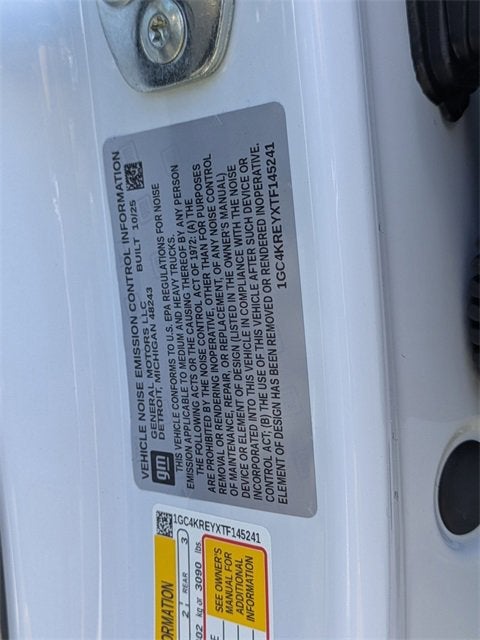 VEHICLE NOISE EMISSION CONTROL INFORMATION
GENERAL MOTORS LLC BUILT 10/25
DETROIT, MICHIGAN 48243
gm
THIS VEHICLE CONFORMS TO U.S. EPA REGULATIONS FOR NOISE
EMISSION APPLICABLE TO MEDIUM AND HEAVY TRUCKS.
THE FOLLOWING ACTS OR THE CAUSING THEREOF BY ANY PERSON
ARE PROHIBITED BY THE NOISE CONTROL ACT OF 1972: (A) THE
REMOVAL OR RENDERING INOPERATIVE, OTHER THAN FOR PURPOSES
OF MAINTENANCE, REPAIR, OR REPLACEMENT, OF ANY NOISE CONTROL
DEVICE OR ELEMENT OF DESIGN (LISTED IN THE OWNER'S MANUAL)
INCORPORATED INTO THIS VEHICLE IN COMPLIANCE WITH THE NOISE
CONTROL ACT; (B) THE USE OF THIS VEHICLE AFTER SUCH DEVICE OR
ELEMENT OF DESIGN HAS BEEN REMOVED OR RENDERED INOPERATIVE.
1GC4KREYXTF145241
1GC4KREYXTF145241
2 REAR 3
kg or 3090 lbs.
SEE OWNER'S
MANUAL FOR
ADDITIONAL
INFORMATION